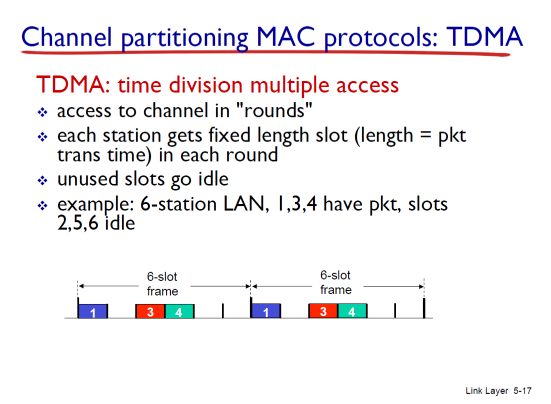 Channel partitioning MAC protocols: TDMA
TDMA: time division multiple access
❖ access to channel in "rounds"
❖ each station gets fixed length slot (length = pkt
trans time) in each round
❖ unused slots go idle
❖ example: 6-station LAN, 1,3,4 have pkt, slots
2,5,6 idle
6-slot
frame
6-slot
frame
1 3 4 1 3 4
Link Layer 5-17